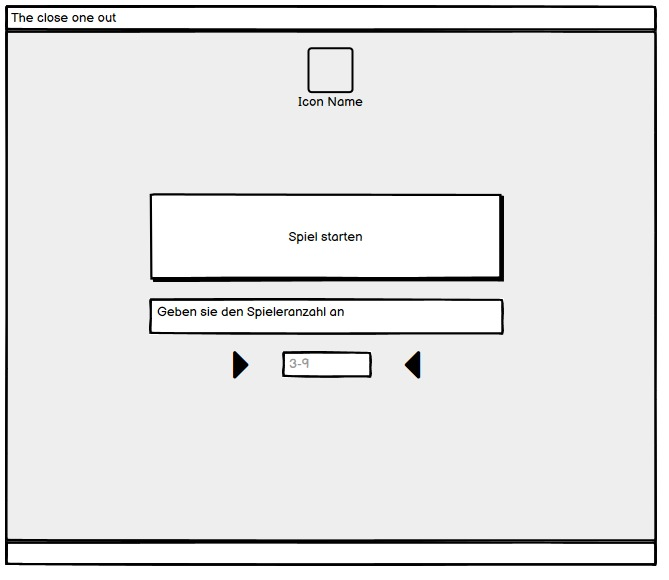 The close one out
Icon Name
Spiel starten
Geben sie den Spieleranzahl an
3-9